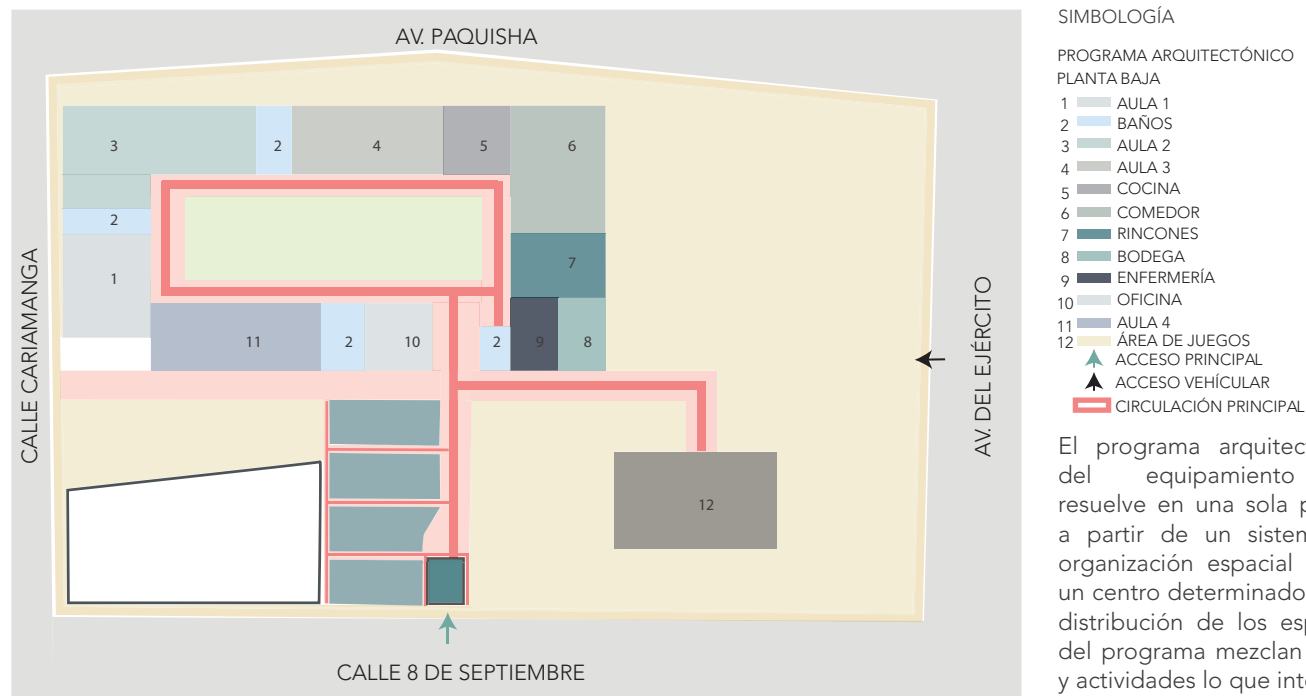 AV. PAQUISHA
3
2
4
5
6
2
1
7
11
2
10
2
9
8
12
CALLE CARIAMANGA
AV. DEL EJÉRCITO
CALLE 8 DE SEPTIEMBRE
SIMBOLOGÍA
PROGRAMA ARQUITECTÓNICO
PLANTA BAJA
1 AULA 1
2 BAÑOS
3 AULA 2
4 AULA 3
5 COCINA
6 COMEDOR
7 RINCONES
8 BODEGA
9 ENFERMERÍA
10 OFICINA
11 AULA 4
12 ÁREA DE JUEGOS
ACCESO PRINCIPAL
ACCESO VEHÍCULAR
CIRCULACIÓN PRINCIPAL
El programa arquitec
del equipamiento
resuelve en una sola p
a partir de un sistem
organización espacial
un centro determinado
distribución de los esp
del programa mezclan
y actividades lo que inte